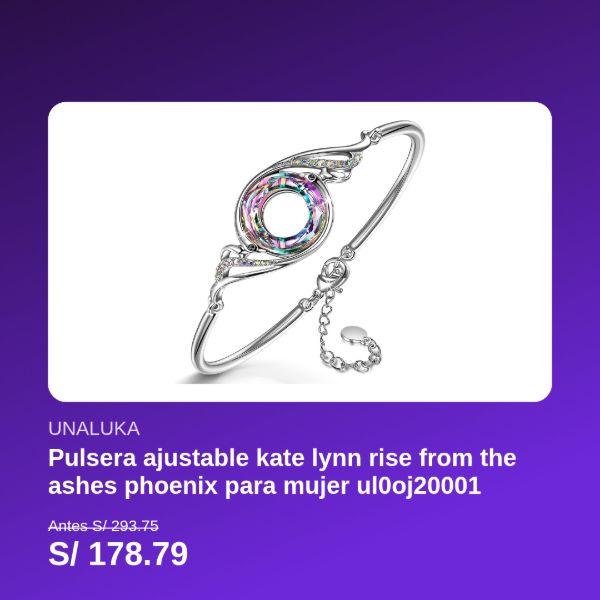 UNALUKA
Pulsera ajustable kate lynn rise from the
ashes phoenix para mujer ul0oj20001
Antes S/ 293.75
S/ 178.79